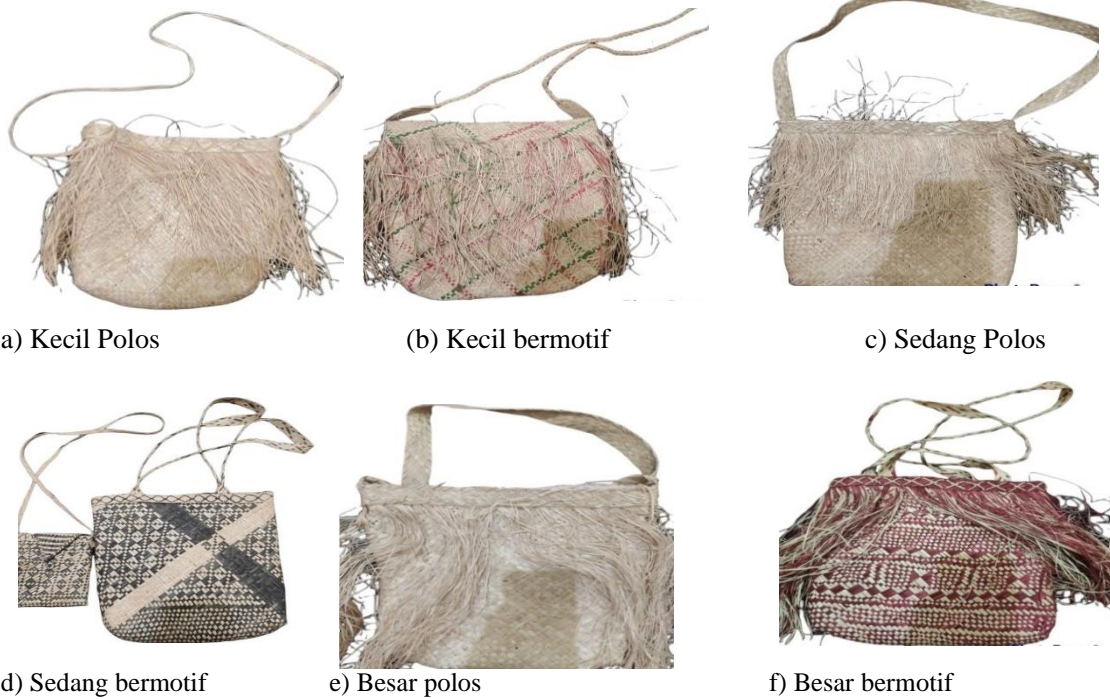 a) Kecil Polos
(b) Kecil bermotif
c) Sedang Polos
d) Sedang bermotif
e) Besar polos
f) Besar bermotif